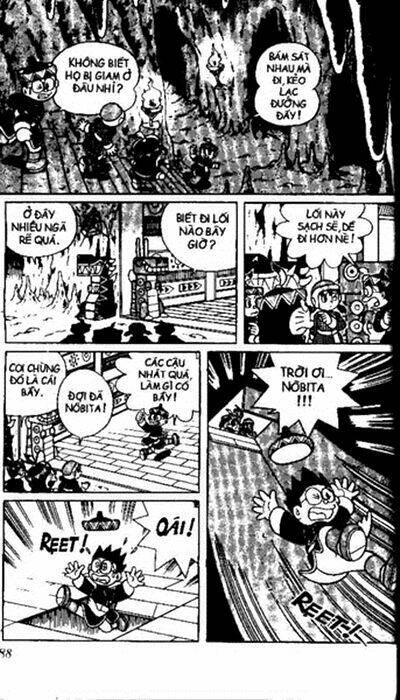 KHÔNG BIẾT
HỌ BỊ GIAM Ở
ĐÂU NHỈ?
BÁM SÁT
NHAU MÀ
ĐI, KẺO
LẠC
ĐƯỜNG
ĐẤY!
Ở ĐÂY
NHIỀU NGÃ
RẼ QUÁ.
BIẾT ĐI LỐI
NÀO BÂY
GIỜ?
LỐI NÀY
SẠCH SẼ, DỄ
ĐI HƠN NÈ!
COI CHỪNG
ĐÓ LÀ CÁI
BẪY.
ĐỢI ĐÃ
NÔBITA!
CÁC CẬU
NHÁT QUÁ,
LÀM GÌ CÓ
BẪY!
TRỜI ƠI...
NÔBITA
!!!
REET!
OÁI!
REET!
88